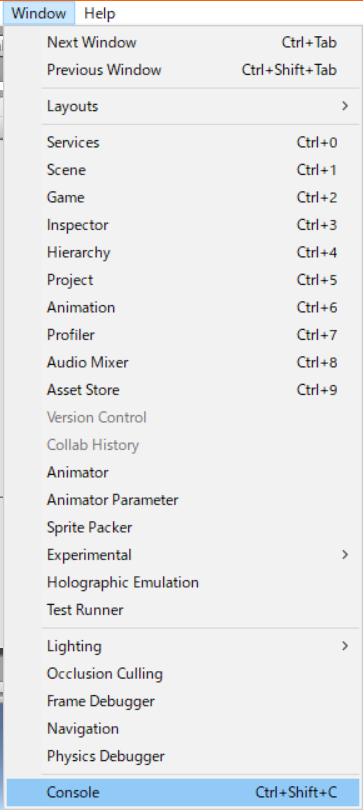 Window Help
Next Window Ctrl+Tab
Previous Window Ctrl+Shift+Tab
Layouts >
Services Ctrl+0
Scene Ctrl+1
Game Ctrl+2
Inspector Ctrl+3
Hierarchy Ctrl+4
Project Ctrl+5
Animation Ctrl+6
Profiler Ctrl+7
Audio Mixer Ctrl+8
Asset Store Ctrl+9
Version Control
Collab History
Animator
Animator Parameter
Sprite Packer
Experimental >
Holographic Emulation
Test Runner
Lighting >
Occlusion Culling
Frame Debugger
Navigation
Physics Debugger
Console Ctrl+Shift+C